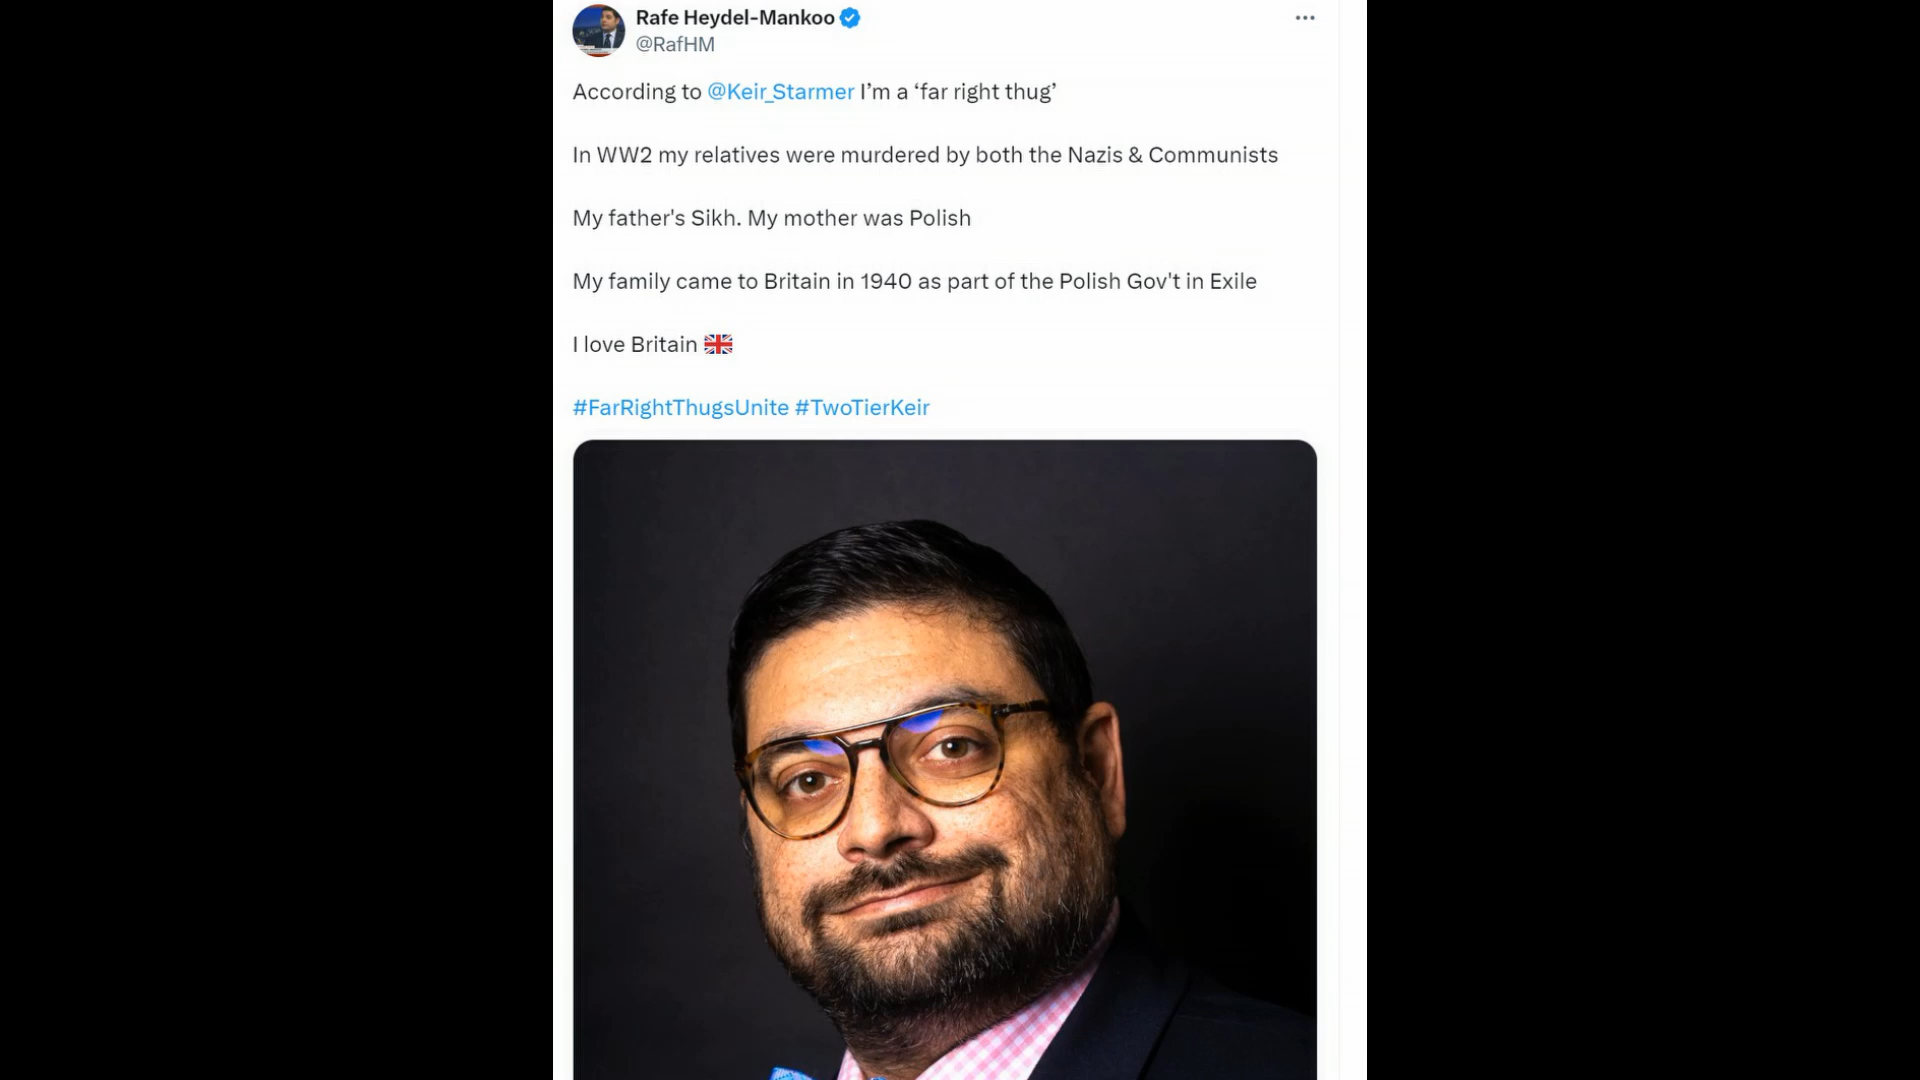 Rafe Heydel-Mankoo
@RafHM
According to @Keir_Starmer I’m a ‘far right thug’
In WW2 my relatives were murdered by both the Nazis & Communists
My father's Sikh. My mother was Polish
My family came to Britain in 1940 as part of the Polish Gov't in Exile
I love Britain 🇬🇧
#FarRightThugsUnite #TwoTierKeir